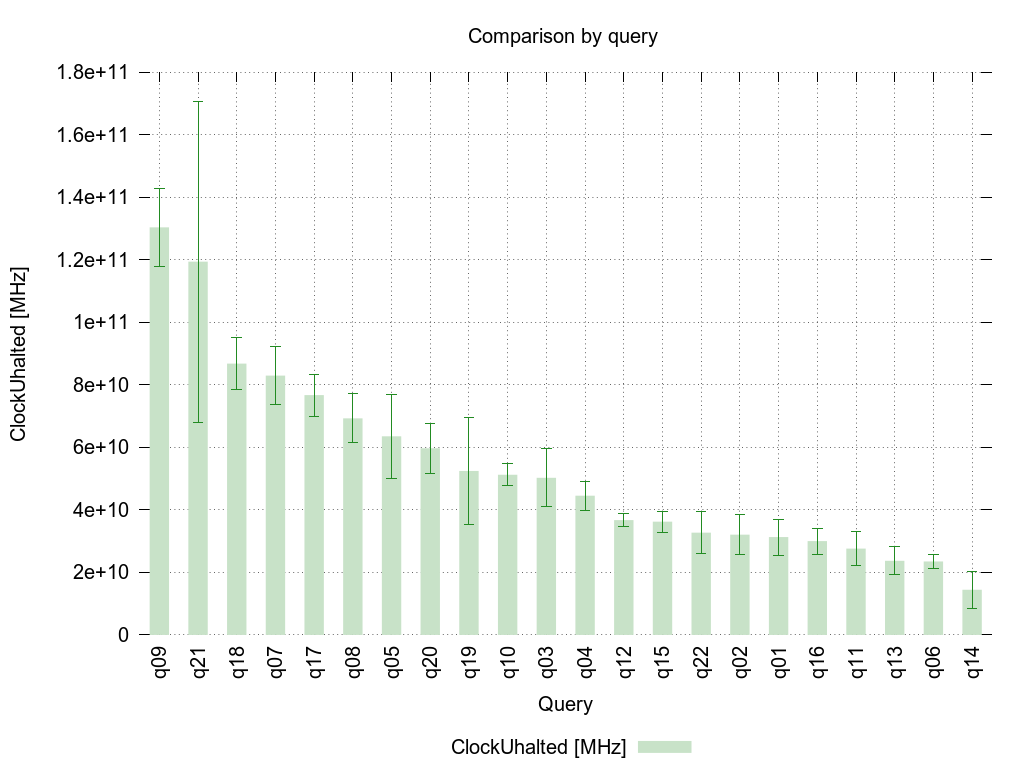 Comparison by query
1.8e+11
1.6e+11
1.4e+11
1.2e+11
1e+11
8e+10
6e+10
4e+10
2e+10
0
ClockUhalted [MHz]
q09 q21 q18 q07 q17 q08 q05 q20 q19 q10 q03 q04 q12 q15 q22 q02 q01 q16 q11 q13 q06 q14
Query
ClockUhalted [MHz]